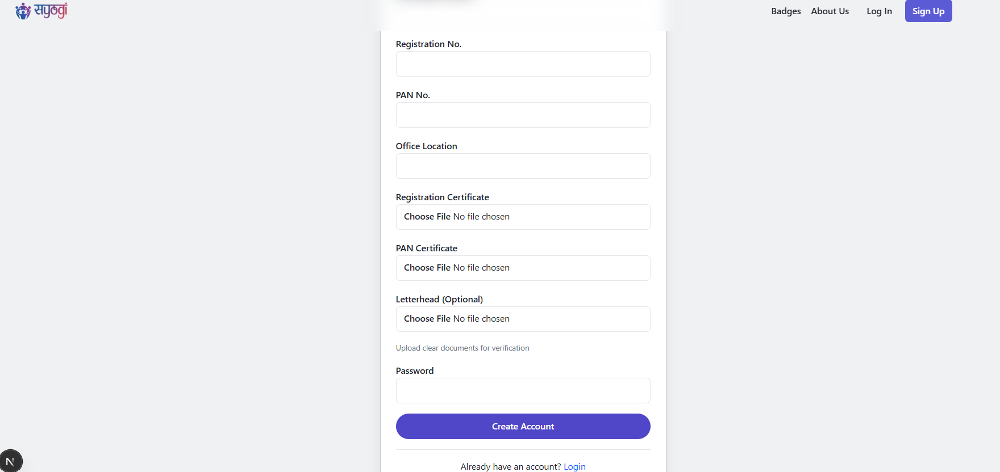 सyogi
Badges About Us Log In Sign Up
Registration No.
PAN No.
Office Location
Registration Certificate
Choose File No file chosen
PAN Certificate
Choose File No file chosen
Letterhead (Optional)
Choose File No file chosen
Upload clear documents for verification
Password
Create Account
N
Already have an account? Login